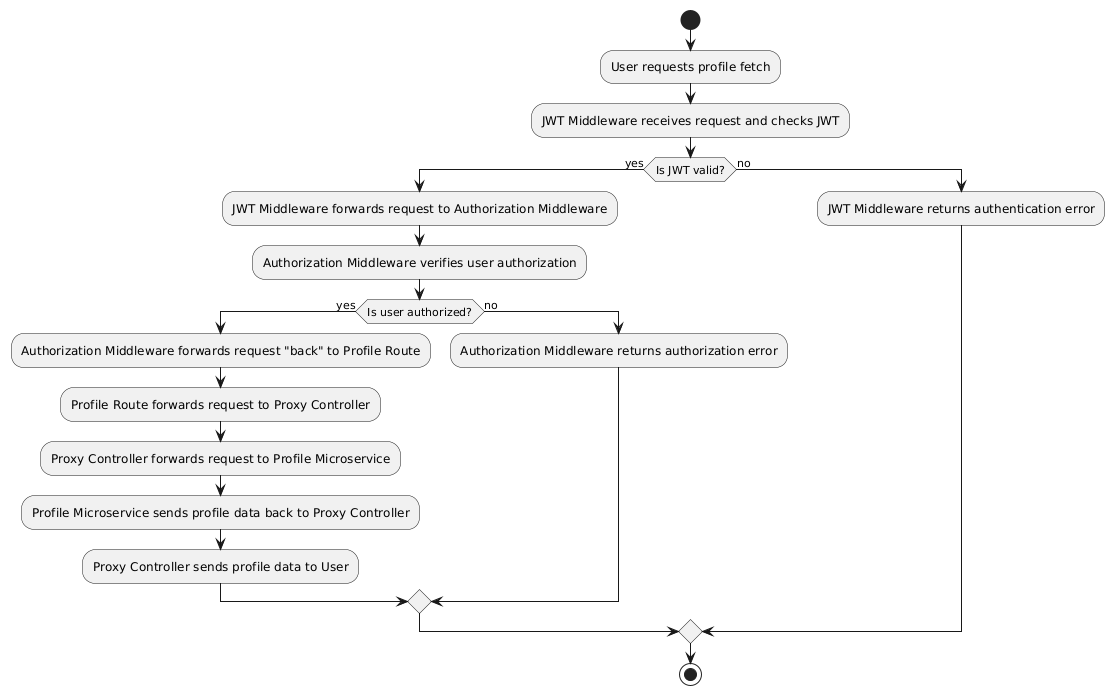 User requests profile fetch
JWT Middleware receives request and checks JWT
yes
Is JWT valid?
no
JWT Middleware forwards request to Authorization Middleware
JWT Middleware returns authentication error
Authorization Middleware verifies user authorization
yes
Is user authorized?
no
Authorization Middleware forwards request "back" to Profile Route
Authorization Middleware returns authorization error
Profile Route forwards request to Proxy Controller
Proxy Controller forwards request to Profile Microservice
Profile Microservice sends profile data back to Proxy Controller
Proxy Controller sends profile data to User